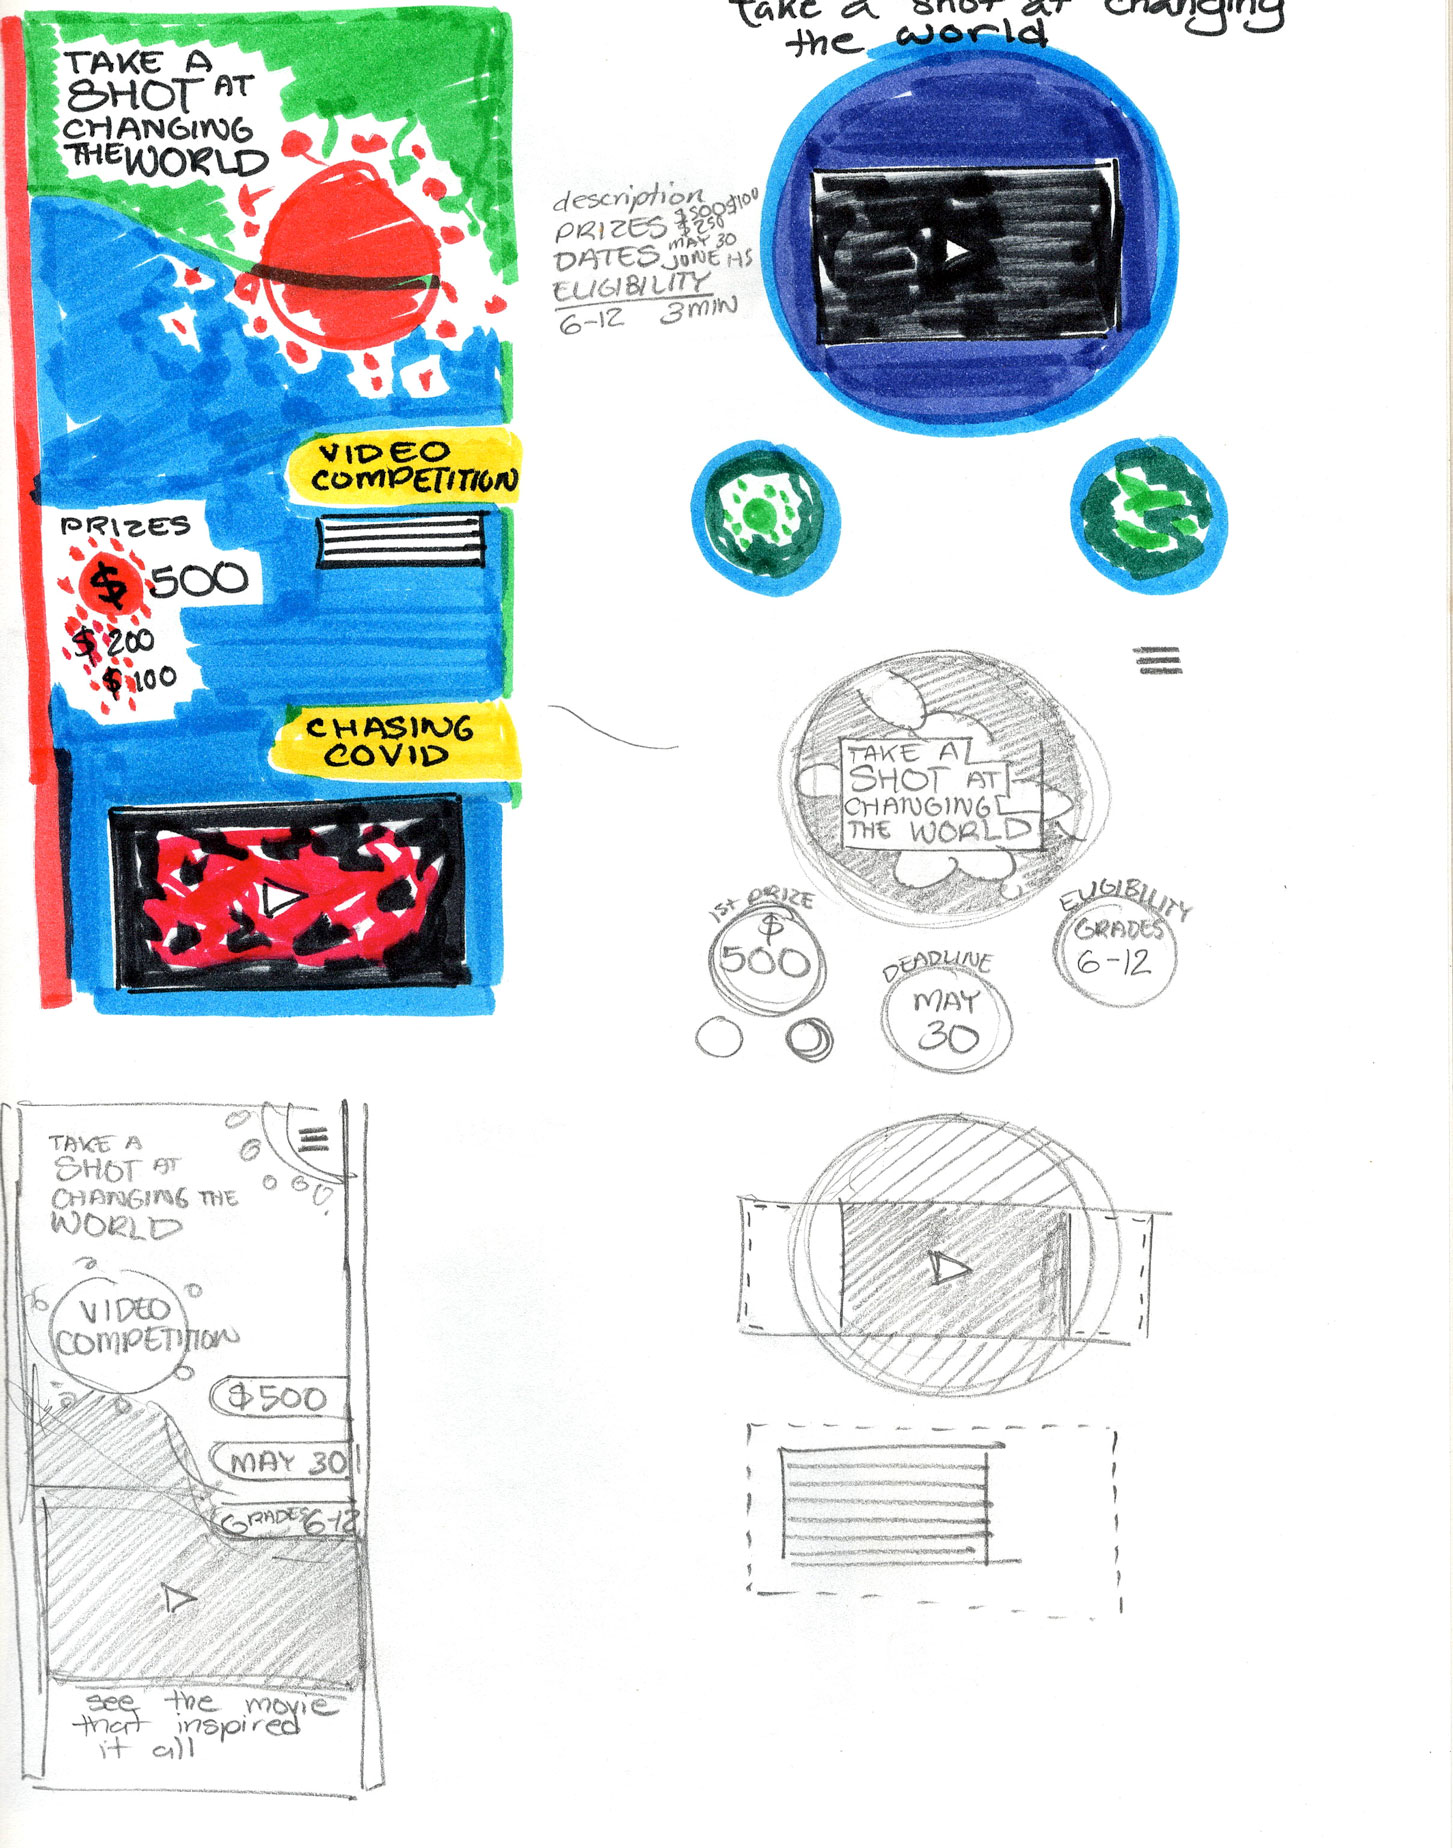 TAKE A
SHOT AT
CHANGING
THE WORLD
VIDEO
COMPETITION
PRIZES
$500
$200
$100
CHASING
COVID
take a shot at changing
the world
description
PRIZES $500 $100
$250
DATES MAY 30
JUNE
ELIGIBILITY
6-12 3MIN
TAKE A
SHOT AT
CHANGING
THE WORLD
1st PRIZE
$
500
DEADLINE
MAY
30
ELIGIBILITY
GRADES
6-12
TAKE A
SHOT AT
CHANGING THE
WORLD
VIDEO
COMPETITION
$500
MAY 30
GRADES 6-12
see the movie
that inspired
it all